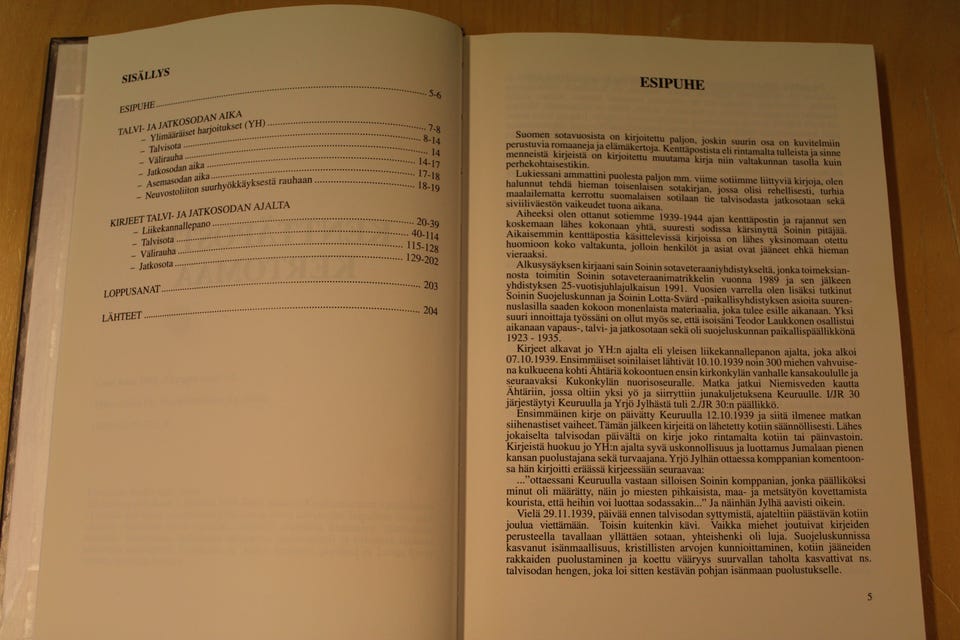 SISÄLLYS
ESIPUHE ........ 5-6
TALVI- JA JATKOSODAN AIKA
– Ylimääräiset harjoitukset (YH) ........ 7-8
– Talvisota ........ 8-14
– Välirauha ........ 14
– Jatkosodan aika ........ 14-17
– Asemasodan aika ........ 17-18
– Neuvostoliiton suurhyökkäyksestä rauhaan ........ 18-19
KIRJEET TALVI- JA JATKOSODAN AJALTA
– Liikekannallepano ........ 20-39
– Talvisota ........ 40-114
– Välirauha ........ 115-128
– Jatkosota ........ 129-202
LOPPUSANAT ........ 203
LÄHTEET ........ 204
ESIPUHE
Suomen sotavuosista on kirjoitettu paljon, joskin suurin osa on kuvitelmiin
perustuvia romaaneja ja elämäkertoja. Kenttäpostista eli rintamalta tulleista ja sinne
menneistä kirjeistä on kirjoitettu muutama kirja niin valtakunnan tasolla kuin
perhekohtaisestikin.
Lukiessani ammattini puolesta paljon mm. viime sotiimme liittyviä kirjoja, olen
halunnut tehdä hieman toisenlaisen sotakirjan, jossa olisi rehellisesti, turhia
maalailematta kerrottu suomalaisen sotilaan tie talvisodasta jatkosotaan sekä
siviiliväestön vaikeudet tuona aikana.
Aiheeksi olen ottanut sotiemme 1939-1944 ajan kenttäpostin ja rajannut sen
koskemaan lähes kokonaan yhtä, suuresti sodissa kärsinyttä Soinin pitäjää.
Aikaisemmin kenttäpostia käsittelevissä kirjoissa on lähes yksinomaan otettu
huomioon koko valtakunta, jolloin henkilöt ja asiat ovat jääneet ehkä hieman
vieraaksi.
Alkusysäyksen kirjaani sain Soinin sotaveteraaniyhdistykseltä, jonka toimeksian-
nosta toimitin Soinin sotaveteraanimatrikkelin vuonna 1989 ja sen jälkeen
yhdistyksen 25-vuotisjuhlajulkaisun 1991. Vuosien varrella olen lisäksi tutkinut
Soinin Suojeluskunnan ja Soinin Lotta-Svärd -paikallisyhdistyksen asioita suuren-
nuslasilla saaden kokoon monenlaista materiaalia, joka tulee esille aikanaan. Yksi
suuri innoittaja työssäni on ollut myös se, että isoisäni Teodor Laukkonen osallistui
aikanaan vapaus-, talvi- ja jatkosotaan sekä oli suojeluskunnan paikallispäällikkönä
1923 - 1935.
Kirjeet alkavat jo YH:n ajalta eli yleisen liikekannallepanon ajalta, joka alkoi
07.10.1939. Ensimmäiset soinilaiset lähtivät 10.10.1939 noin 300 miehen vahvuise-
na kulkueena kohti Ähtäriä kokoontuen ensin kirkonkylän vanhalle kansakoululle ja
seuraavaksi Kukonkylän nuorisoseuralle. Matka jatkui Niemisveden kautta
Ähtäriin, jossa oltiin yksi yö ja siirryttiin junakuljetuksena Keuruulle. I/JR 30
järjestäytyi Keuruulla ja Yrjö Jylhästä tuli 2./JR 30:n päällikkö.
Ensimmäinen kirje on päivätty Keuruulla 12.10.1939 ja siitä ilmenee matkan
siihenastiset vaiheet. Tämän jälkeen kirjeitä on lähetetty kotiin säännöllisesti. Lähes
jokaiselta talvisodan päivältä on kirje joko rintamalta kotiin tai päinvastoin.
Kirjeistä huokuu jo YH:n ajalta syvä uskonnollisuus ja luottamus Jumalaan pienen
kansan puolustajana sekä turvaajana. Yrjö Jylhän ottaessa komppanian komentoon-
sa hän kirjoitti eräässä kirjeessään seuraavaa:
..."ottaessani Keuruulla vastaan silloisen Soinin komppanian, jonka päälliköksi
minut oli määrätty, näin jo miesten pihkaisista, maa- ja metsätyön kovettamista
kourista, että heihin voi luottaa sodassakin..." Ja näinhän Jylhä aavisti oikein.
Vielä 29.11.1939, päivää ennen talvisodan syttymistä, ajateltiin päästävän kotiin
joulua viettämään. Toisin kuitenkin kävi. Vaikka miehet joutuivat kirjeiden
perusteella tavallaan yllättäen sotaan, yhteishenki oli luja. Suojeluskunnissa
kasvanut isänmaallisuus, kristillisten arvojen kunnioittaminen, kotiin jääneiden
rakkaiden puolustaminen ja koettu vääryys suurvallan taholta kasvattivat ns.
talvisodan hengen, joka loi sitten kestävän pohjan isänmaan puolustukselle.
5